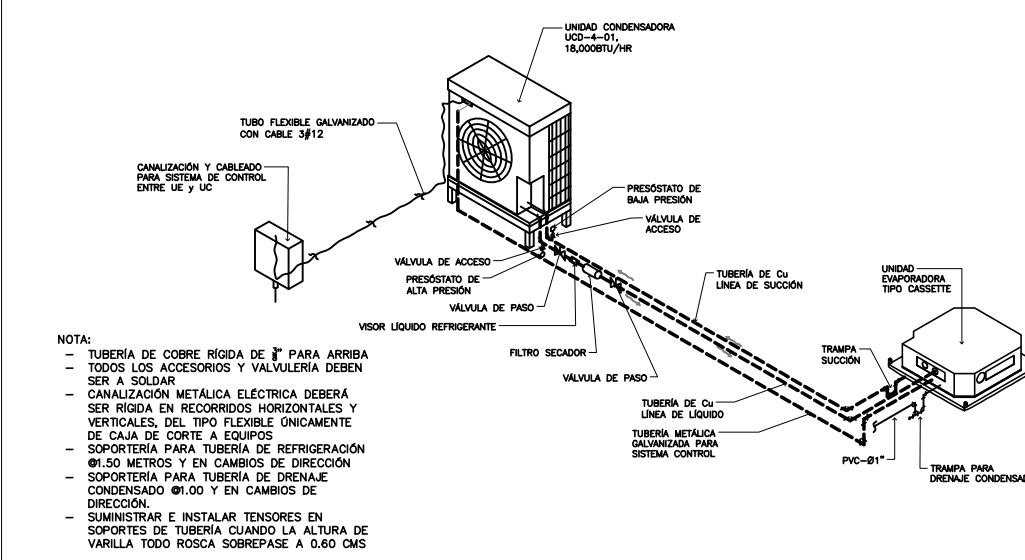 UNIDAD CONDENSADORA
UCD-4-01,
18,000BTU/HR
TUBO FLEXIBLE GALVANIZADO
CON CABLE 3#12
CANALIZACIÓN Y CABLEADO
PARA SISTEMA DE CONTROL
ENTRE UE y UC
PRESÓSTATO DE
BAJA PRESIÓN
VÁLVULA DE
ACCESO
VÁLVULA DE ACCESO
PRESÓSTATO DE
ALTA PRESIÓN
VÁLVULA DE PASO
VISOR LÍQUIDO REFRIGERANTE
FILTRO SECADOR
VÁLVULA DE PASO
TUBERÍA DE Cu
LÍNEA DE SUCCIÓN
UNIDAD
EVAPORADORA
TIPO CASSETTE
TRAMPA
SUCCIÓN
TUBERÍA DE Cu
LÍNEA DE LÍQUIDO
TUBERÍA METÁLICA
GALVANIZADA PARA
SISTEMA CONTROL
PVC-Ø1"
TRAMPA PARA
DRENAJE CONDENSAD
NOTA:
– TUBERÍA DE COBRE RÍGIDA DE PARA ARRIBA
– TODOS LOS ACCESORIOS Y VALVULERÍA DEBEN
SER A SOLDAR
– CANALIZACIÓN METÁLICA ELÉCTRICA DEBERÁ
SER RÍGIDA EN RECORRIDOS HORIZONTALES Y
VERTICALES, DEL TIPO FLEXIBLE ÚNICAMENTE
DE CAJA DE CORTE A EQUIPOS
– SOPORTERÍA PARA TUBERÍA DE REFRIGERACIÓN
@1.50 METROS Y EN CAMBIOS DE DIRECCIÓN
– SOPORTERÍA PARA TUBERÍA DE DRENAJE
CONDENSADO @1.00 Y EN CAMBIOS DE
DIRECCIÓN.
– SUMINISTRAR E INSTALAR TENSORES EN
SOPORTES DE TUBERÍA CUANDO LA ALTURA DE
VARILLA TODO ROSCA SOBREPASE A 0.60 CMS